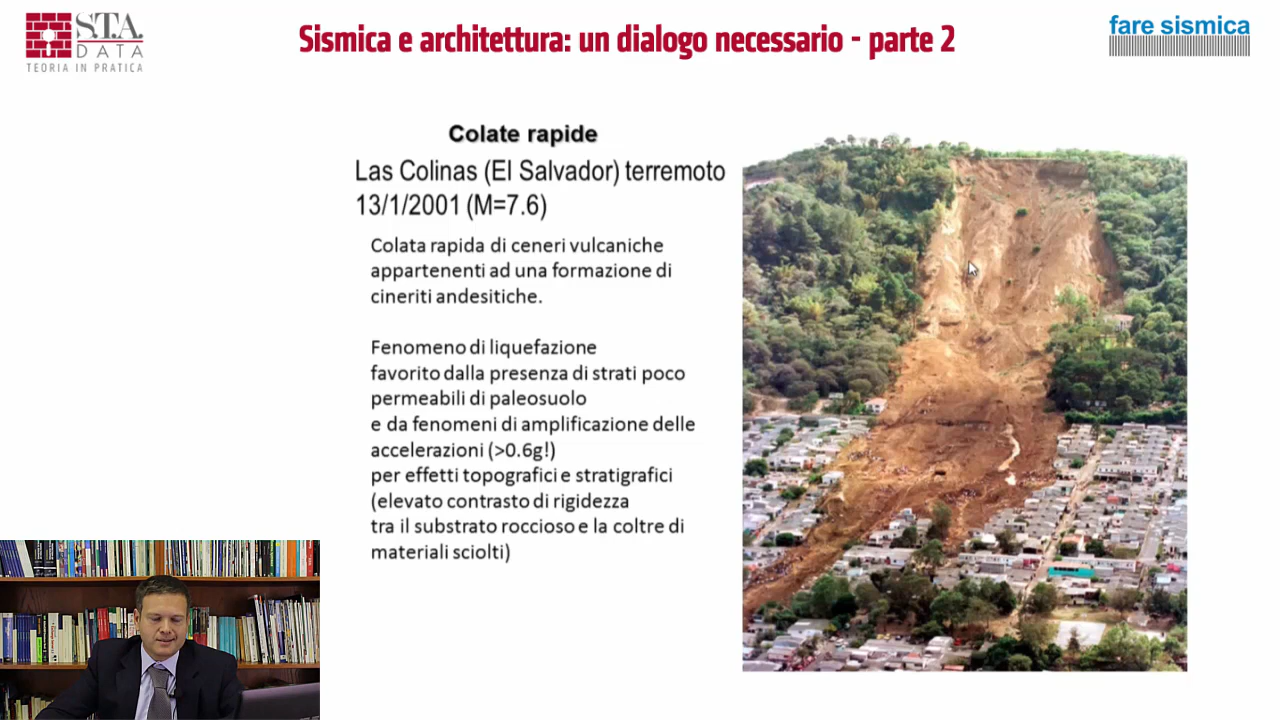 S.T.A.
DATA
TEORIA IN PRATICA
Sismica e architettura: un dialogo necessario - parte 2
fare sismica
Colate rapide
Las Colinas (El Salvador) terremoto
13/1/2001 (M=7.6)
Colata rapida di ceneri vulcaniche
appartenenti ad una formazione di
cineriti andesitiche.
Fenomeno di liquefazione
favorito dalla presenza di strati poco
permeabili di paleosuolo
e da fenomeni di amplificazione delle
accelerazioni (>0.6g!)
per effetti topografici e stratigrafici
(elevato contrasto di rigidezza
tra il substrato roccioso e la coltre di
materiali sciolti)